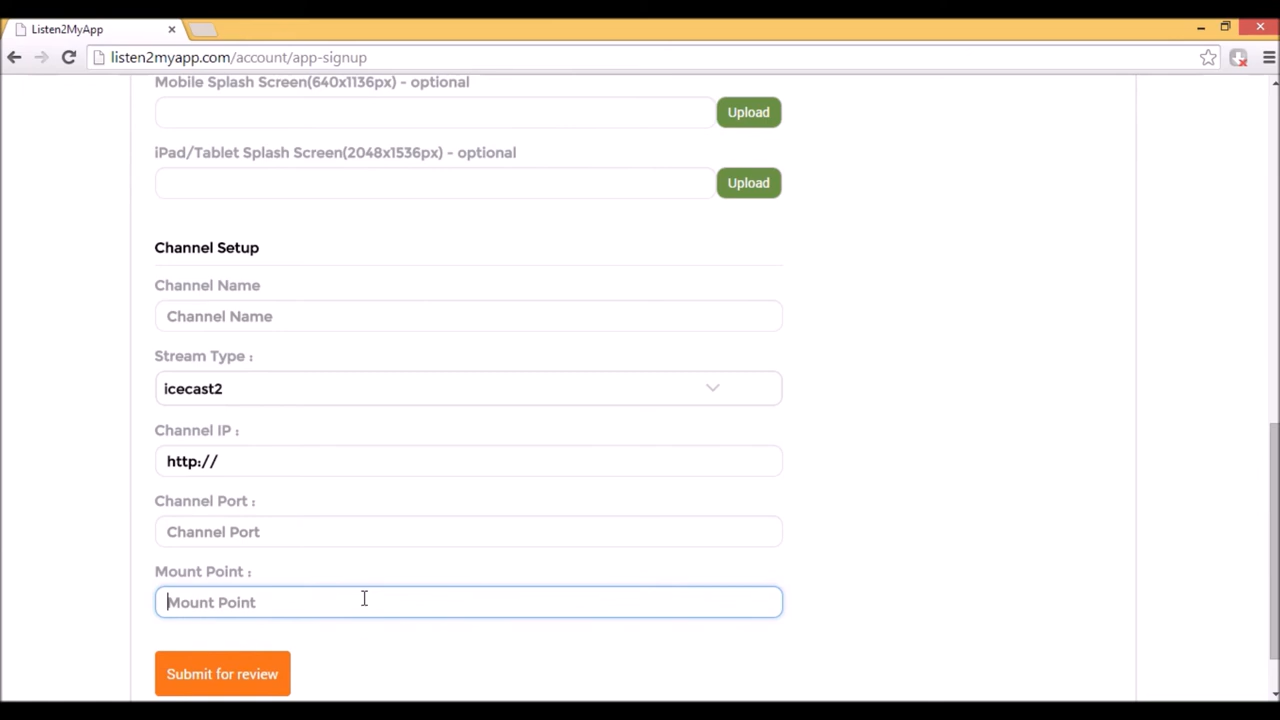 Listen2MyApp
listen2myapp.com/account/app-signup
Mobile Splash Screen(640x1136px) - optional
Upload
iPad/Tablet Splash Screen(2048x1536px) - optional
Upload
Channel Setup
Channel Name
Channel Name
Stream Type :
icecast2
Channel IP :
http://
Channel Port :
Channel Port
Mount Point :
Mount Point
Submit for review